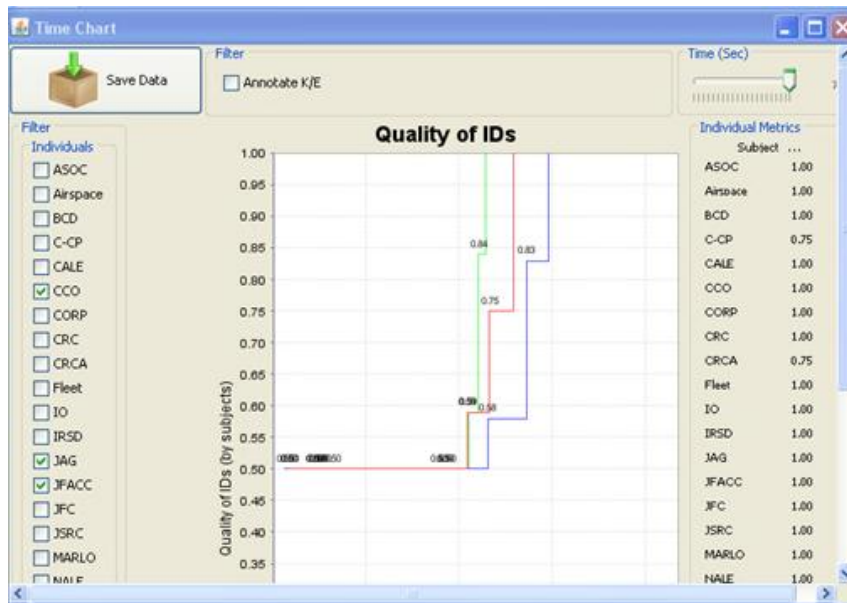 Time Chart
Save Data
Filter
Annotate K/E
Time (Sec)
Filter
Individuals
ASOC
Airspace
BCD
C-CP
CALE
CCO
CORP
CRC
CRCA
Fleet
IO
IRSD
JAG
JFACC
JFC
JSRC
MARLO
NALE
Quality of IDs
Quality of IDs (by subjects)
1.00
0.95
0.90
0.85
0.80
0.75
0.70
0.65
0.60
0.55
0.50
0.45
0.40
0.35
0.84
0.83
0.75
0.59
0.58
Individual Metrics
Subject ...
ASOC 1.00
Airspace 1.00
BCD 1.00
C-CP 0.75
CALE 1.00
CCO 1.00
CORP 1.00
CRC 1.00
CRCA 0.75
Fleet 1.00
IO 1.00
IRSD 1.00
JAG 1.00
JFACC 1.00
JFC 1.00
JSRC 1.00
MARLO 1.00
NALE 1.00